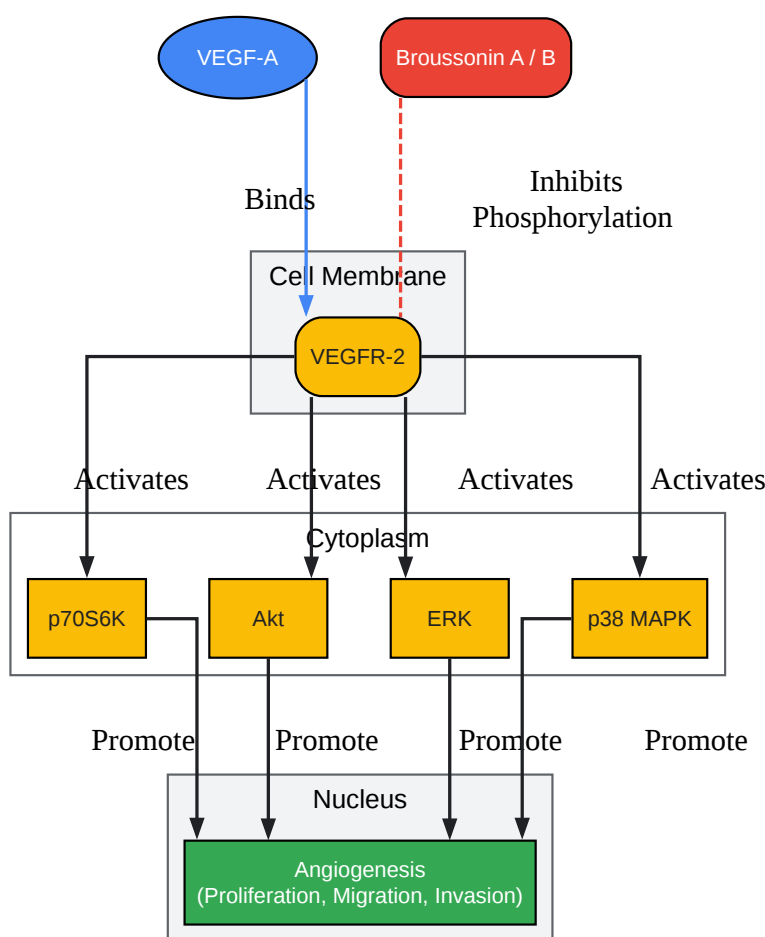 VEGF-A
Broussonin A / B
Binds
Inhibits
Phosphorylation
Cell Membrane
VEGFR-2
Activates
Activates
Activates
Activates
Cytoplasm
p70S6K
Akt
ERK
p38 MAPK
Promote
Promote
Promote
Promote
Nucleus
Angiogenesis
(Proliferation, Migration, Invasion)